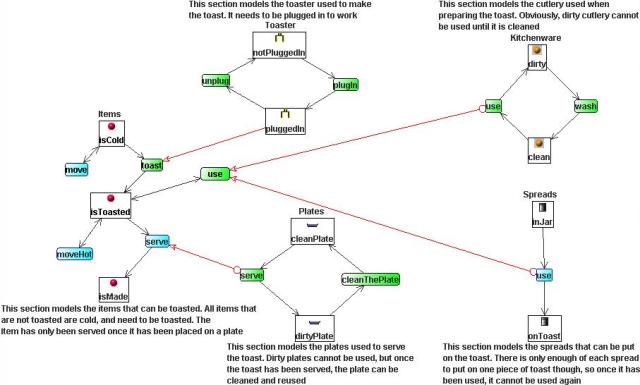 This section models the toaster used to make
the toast. It needs to be plugged in to work
This section models the cutlery used when
preparing the toast. Obviously, dirty cutlery cannot
be used until it is cleaned
Toaster
notPluggedIn
unplug
plugIn
pluggedIn
Kitchenware
dirty
use
wash
clean
Items
isCold
move
toast
use
isToasted
moveHot
serve
isMade
Plates
cleanPlate
serve
cleanThePlate
dirtyPlate
Spreads
inJar
use
onToast
This section models the items that can be toasted. All items that
are not toasted are cold, and need to be toasted. The
item has only been served once it has been placed on a plate
This section models the plates used to serve
the toast. Dirty plates cannot be used, but once
the toast has been served, the plate can be
cleaned and reused
This section models the spreads that can be put
on the toast. There is only enough of each spread
to put on one piece of toast though, so once it has
been used, it cannot be used again